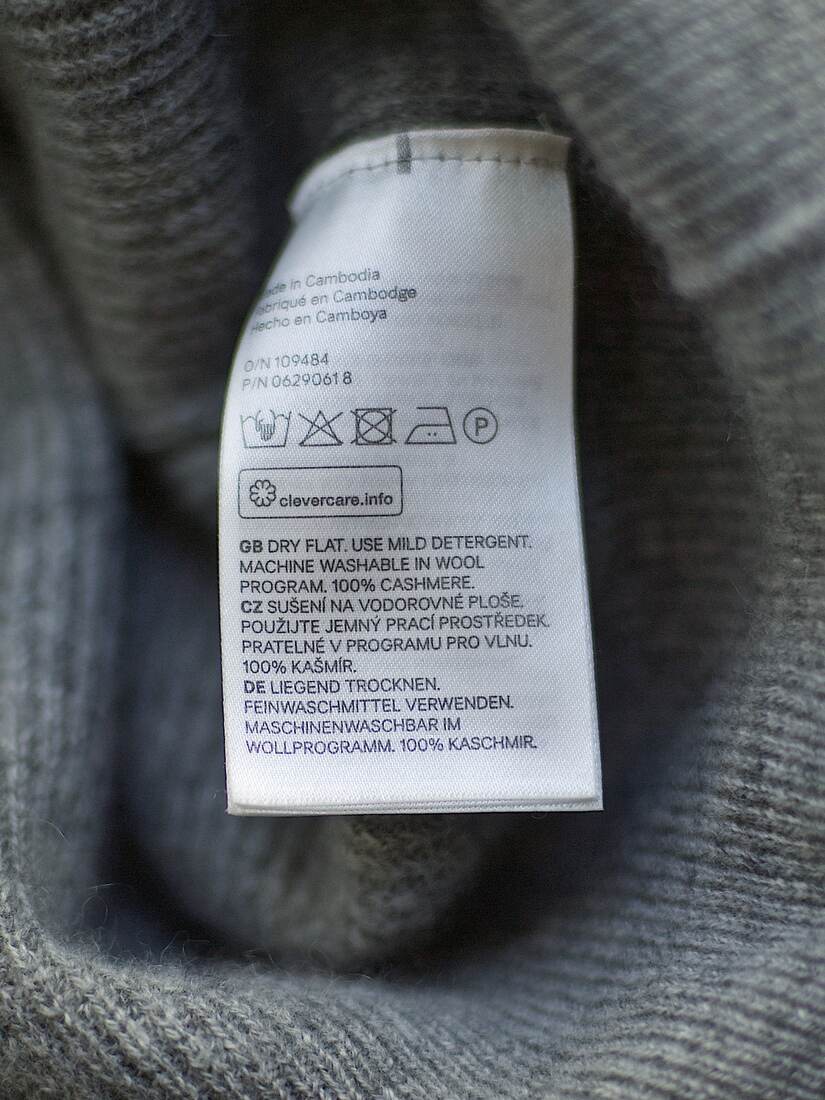 in Cambodia
en Cambodge
Hecho en Camboya
O/N 109484
P/N 06290618
P
clevercare.info
GB DRY FLAT. USE MILD DETERGENT.
MACHINE WASHABLE IN WOOL
PROGRAM. 100% CASHMERE.
CZ SUŠENÍ NA VODOROVNÉ PLOŠE.
POUŽIJTE JEMNÝ PRACÍ PROSTŘEDEK.
PRATELNÉ V PROGRAMU PRO VLNU.
100% KAŠMÍR.
DE LIEGEND TROCKNEN.
FEINWASCHMITTEL VERWENDEN.
MASCHINENWASCHBAR IM
WOLLPROGRAMM. 100% KASCHMIR.